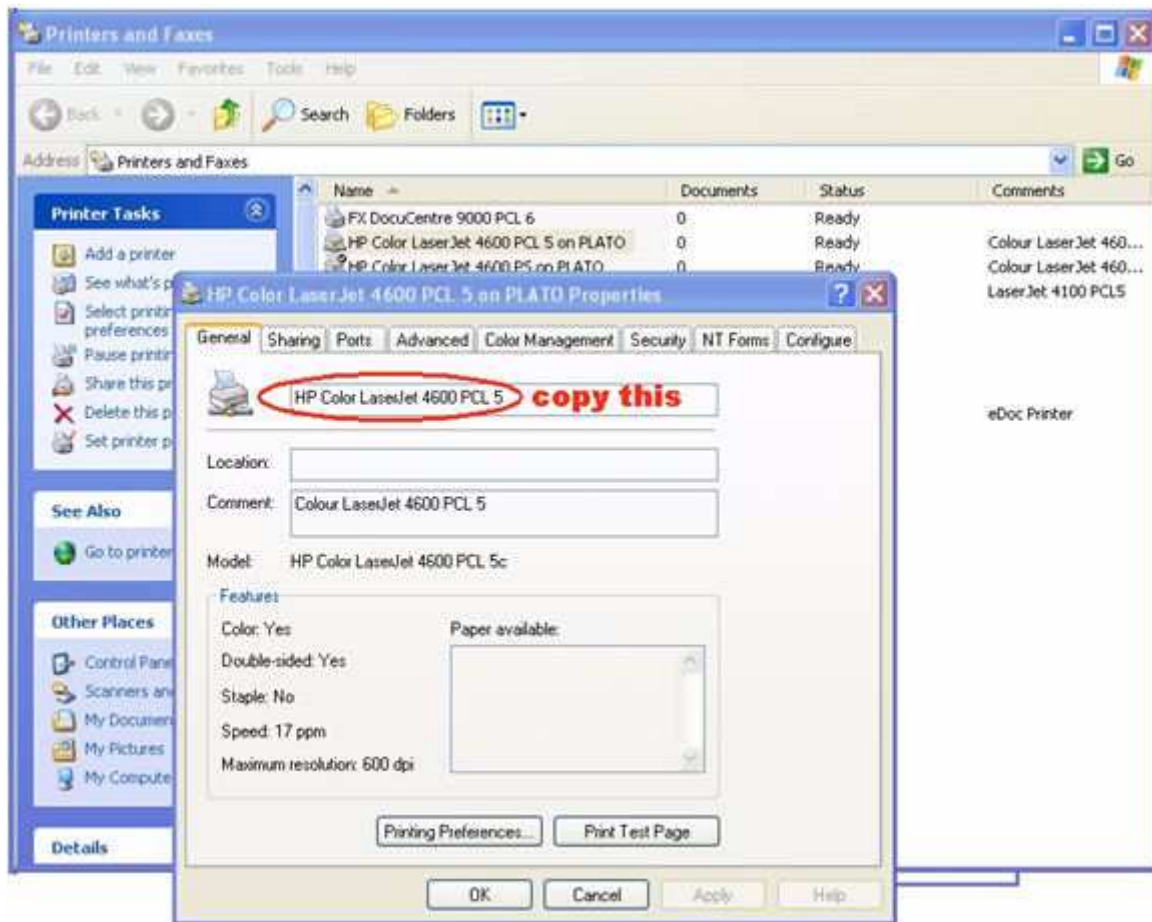 Printers and Faxes
File Edit View Favorites Tools Help
Back Search Folders
Address Printers and Faxes Go
Name Documents Status Comments
Printer Tasks
FX DocuCentre 9000 PCL 6 0 Ready
HP Color LaserJet 4600 PCL 5 on PLATO 0 Ready Colour LaserJet 460...
HP Color LaserJet 4600 PS on PLATO 0 Ready Colour LaserJet 460...
LaserJet 4100 PCL5
eDoc Printer
Add a printer
See what's p
Select printin
preferences
Pause printin
Share this pr
Delete this p
Set printer p
See Also
Go to printer
Other Places
Control Pane
Scanners an
My Documen
My Pictures
My Compute
Details
HP Color LaserJet 4600 PCL 5 on PLATO Properties
General Sharing Ports Advanced Color Management Security NT Forms Configure
HP Color LaserJet 4600 PCL 5 copy this
Location:
Comment: Colour LaserJet 4600 PCL 5
Model: HP Color LaserJet 4600 PCL 5c
Features
Color: Yes Paper available:
Double-sided: Yes
Staple: No
Speed: 17 ppm
Maximum resolution: 600 dpi
Printing Preferences... Print Test Page
OK Cancel Apply Help